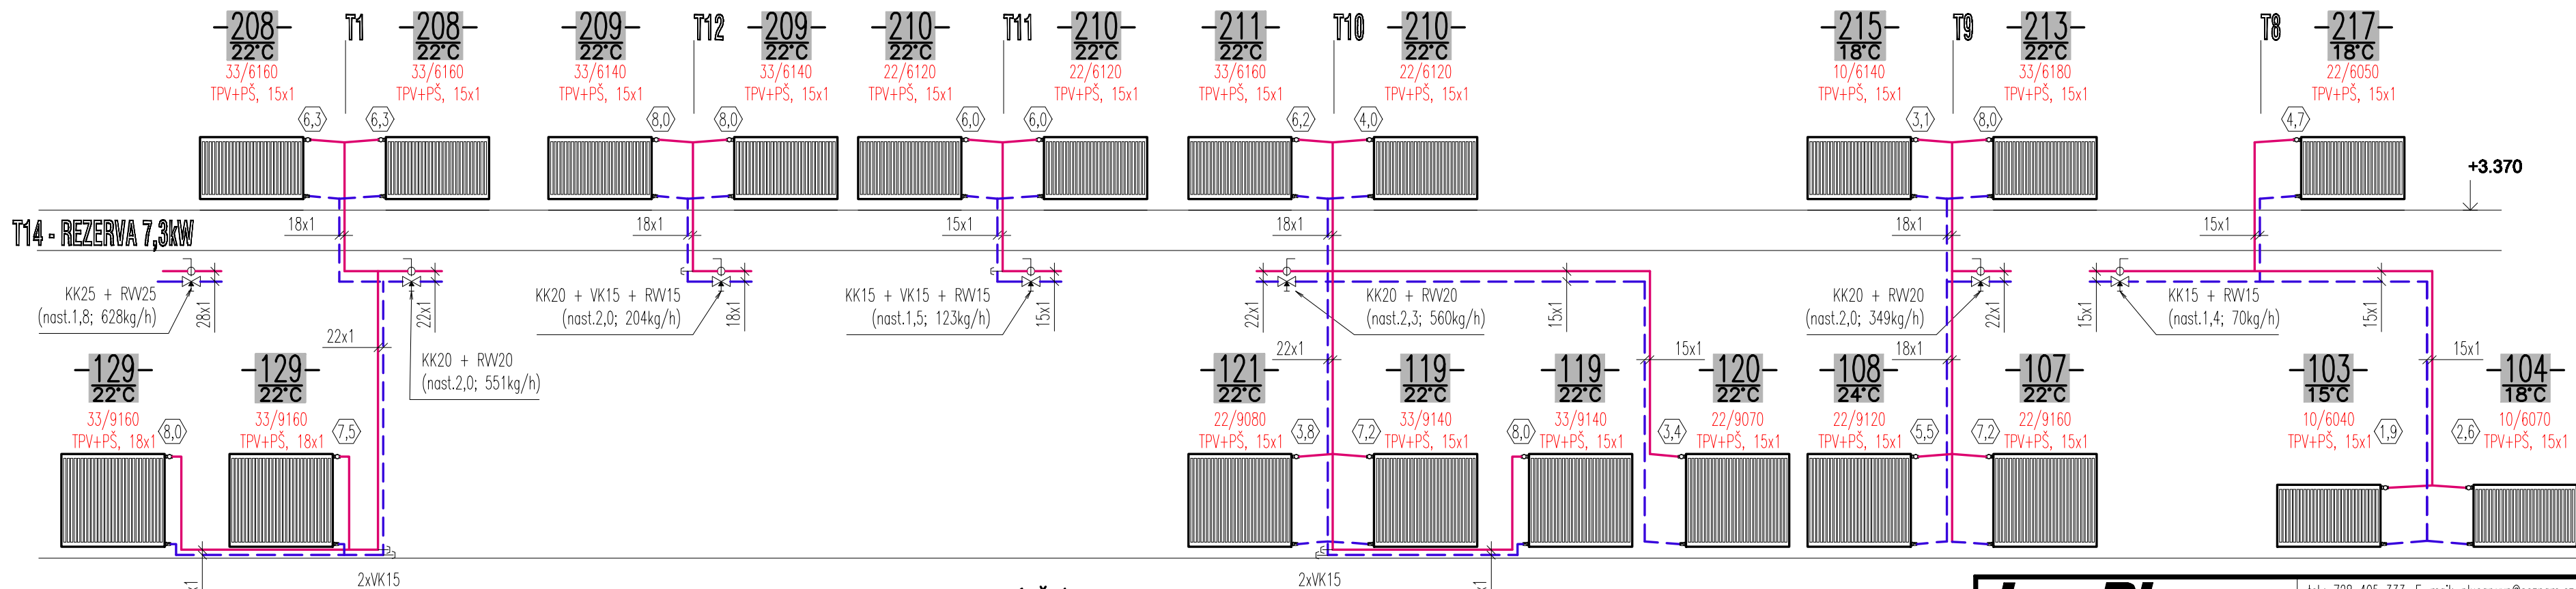 208 T1 208 209 T12 209 210 T11 210 211 T10 210 215 T9 213 T8 217
22°C 22°C 22°C 22°C 22°C 22°C 22°C 22°C 18°C 22°C 18°C
33/6160 33/6160 33/6140 33/6140 22/6120 22/6120 33/6160 22/6120 10/6140 33/6180 22/6050
TPV+PŠ, 15x1 TPV+PŠ, 15x1 TPV+PŠ, 15x1 TPV+PŠ, 15x1 TPV+PŠ, 15x1 TPV+PŠ, 15x1 TPV+PŠ, 15x1 TPV+PŠ, 15x1 TPV+PŠ, 15x1 TPV+PŠ, 15x1 TPV+PŠ, 15x1
6,3 6,3 8,0 8,0 6,0 6,0 6,2 4,0 3,1 8,0 4,7
+3.370
18x1 18x1 15x1 18x1 18x1 15x1
T14 - REZERVA 7,3kW
KK25 + RVV25
(nast.1,8; 628kg/h)
28x1
22x1
KK20 + VK15 + RVV15
(nast.2,0; 204kg/h)
18x1
KK15 + VK15 + RVV15
(nast.1,5; 123kg/h)
15x1
22x1
KK20 + RVV20
(nast.2,3; 560kg/h)
15x1
KK20 + RVV20
(nast.2,0; 349kg/h)
22x1
15x1
KK15 + RVV15
(nast.1,4; 70kg/h)
15x1
22x1
KK20 + RVV20
(nast.2,0; 551kg/h)
22x1 15x1 18x1 15x1
129 129 121 119 119 120 108 107 103 104
22°C 22°C 22°C 22°C 22°C 22°C 24°C 22°C 15°C 18°C
33/9160 33/9160 22/9080 33/9140 33/9140 22/9070 22/9120 22/9160 10/6040 10/6070
TPV+PŠ, 18x1 8,0 TPV+PŠ, 18x1 7,5 TPV+PŠ, 15x1 3,8 7,2 TPV+PŠ, 15x1 8,0 TPV+PŠ, 15x1 3,4 TPV+PŠ, 15x1 TPV+PŠ, 15x1 5,5 7,2 TPV+PŠ, 15x1 TPV+PŠ, 15x1 1,9 2,6 TPV+PŠ, 15x1
2xVK15 2xVK15